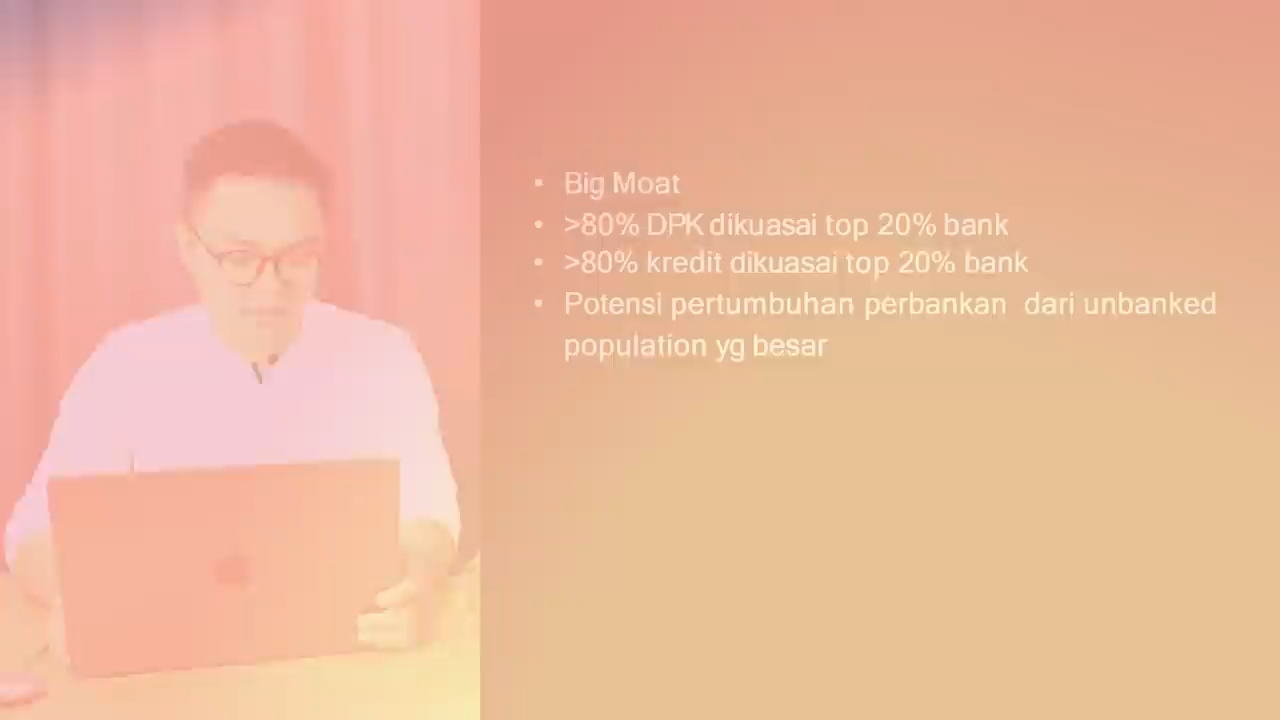 • Big Moat
• >80% DPK dikuasai top 20% bank
• >80% kredit dikuasai top 20% bank
• Potensi pertumbuhan perbankan dari unbanked
population yg besar